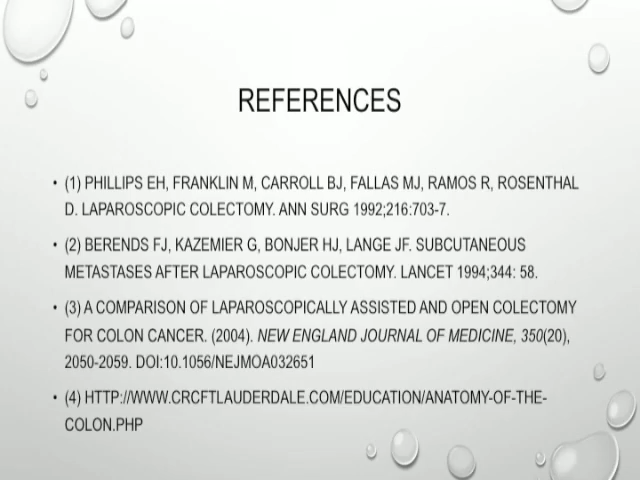 REFERENCES
• (1) PHILLIPS EH, FRANKLIN M, CARROLL BJ, FALLAS MJ, RAMOS R, ROSENTHAL
D. LAPAROSCOPIC COLECTOMY. ANN SURG 1992;216:703-7.
• (2) BERENDS FJ, KAZEMIER G, BONJER HJ, LANGE JF. SUBCUTANEOUS
METASTASES AFTER LAPAROSCOPIC COLECTOMY. LANCET 1994;344: 58.
• (3) A COMPARISON OF LAPAROSCOPICALLY ASSISTED AND OPEN COLECTOMY
FOR COLON CANCER. (2004). NEW ENGLAND JOURNAL OF MEDICINE, 350(20),
2050-2059. DOI:10.1056/NEJMOA032651
• (4) HTTP://WWW.CRCFTLAUDERDALE.COM/EDUCATION/ANATOMY-OF-THE-
COLON.PHP